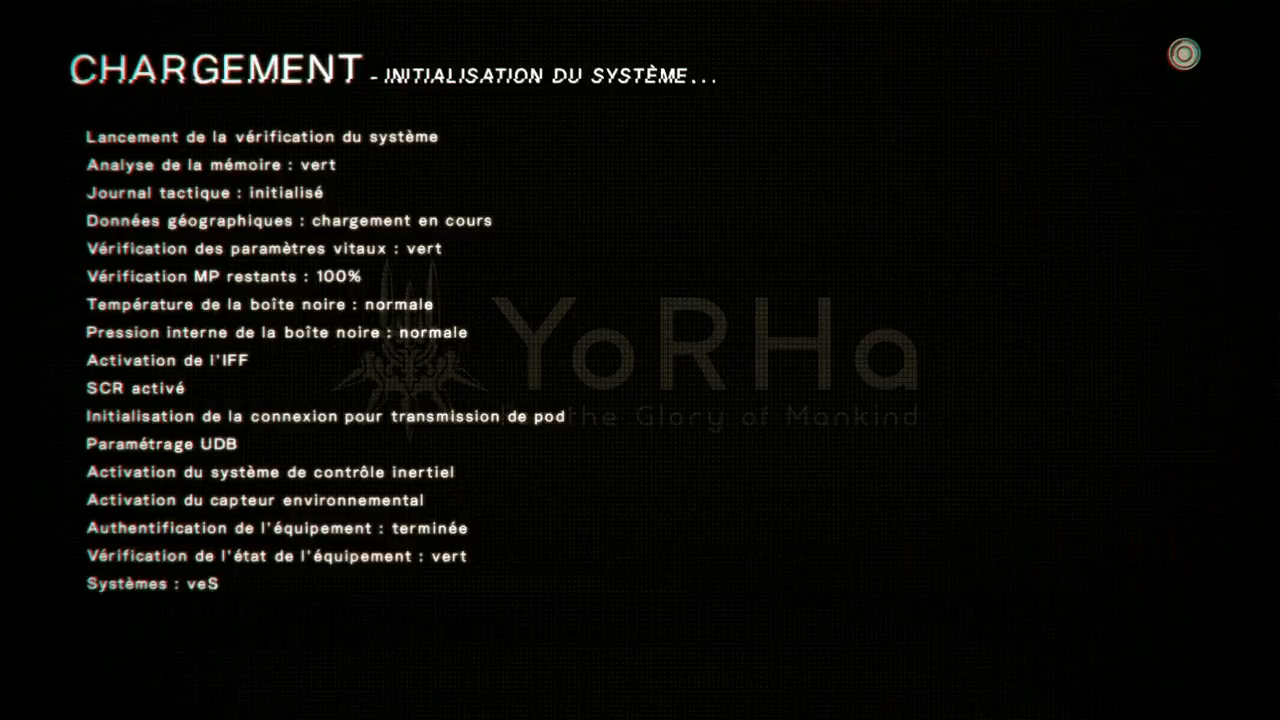 CHARGEMENT - INITIALISATION DU SYSTÈME...
Lancement de la vérification du système
Analyse de la mémoire : vert
Journal tactique : initialisé
Données géographiques : chargement en cours
Vérification des paramètres vitaux : vert
Vérification MP restants : 100%
Température de la boîte noire : normale
Pression interne de la boîte noire : normale
Activation de l'IFF
SCR activé
Initialisation de la connexion pour transmission de pod
Paramétrage UDB
Activation du système de contrôle inertiel
Activation du capteur environnemental
Authentification de l'équipement : terminée
Vérification de l'état de l'équipement : vert
Systèmes : veS
YoRHa
the Glory of Mankind